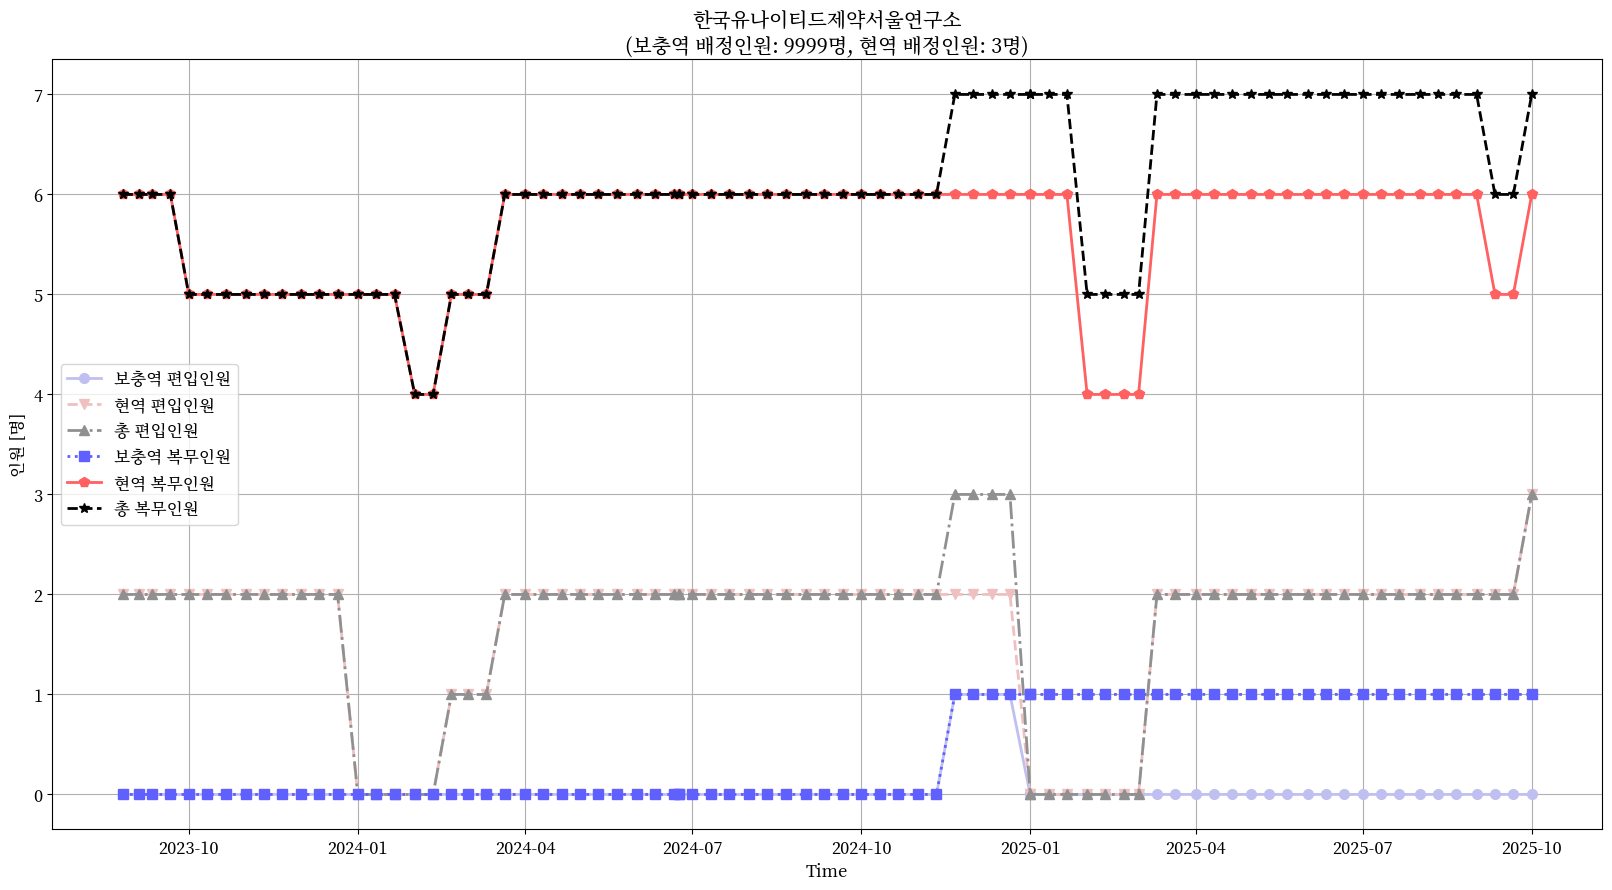 한국유나이티드제약서울연구소
(보충역 배정인원: 9999명, 현역 배정인원: 3명)
7
6
5
4
3
2
1
0
인원 [명]
보충역 편입인원
현역 편입인원
총 편입인원
보충역 복무인원
현역 복무인원
총 복무인원
2023-10
2024-01
2024-04
2024-07
2024-10
2025-01
2025-04
2025-07
2025-10
Time